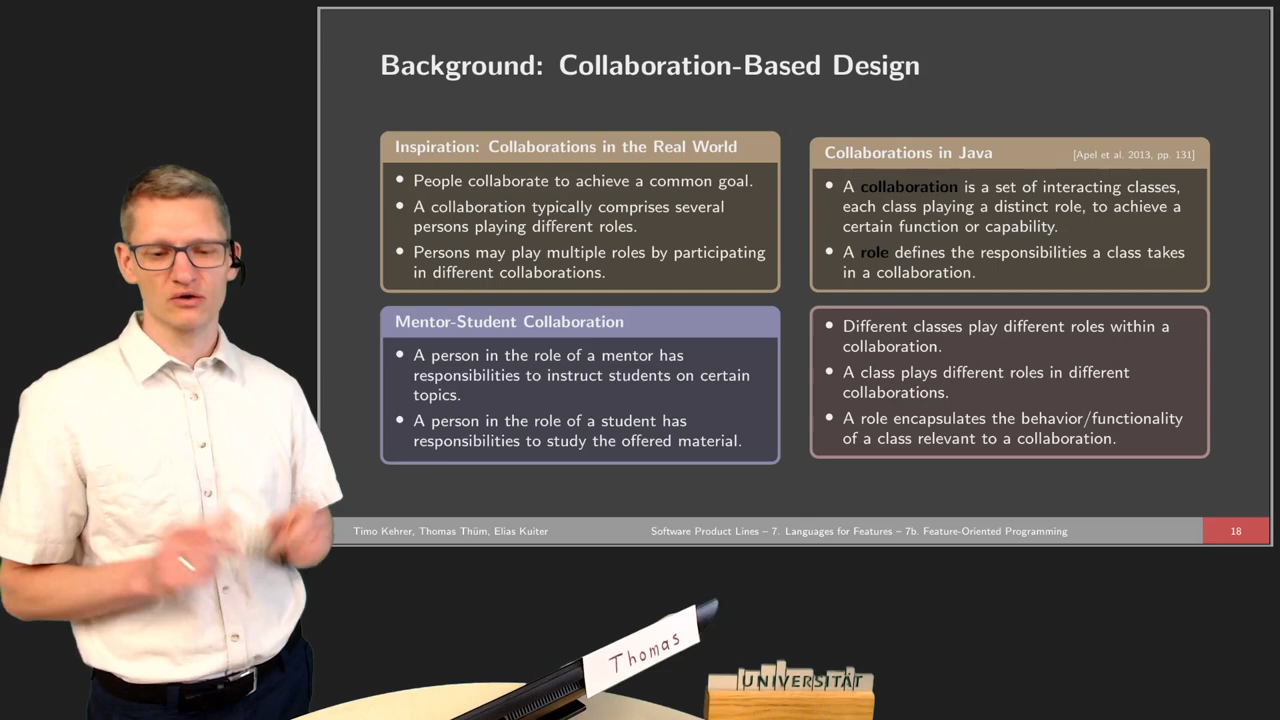 Background: Collaboration-Based Design
Inspiration: Collaborations in the Real World
• People collaborate to achieve a common goal.
• A collaboration typically comprises several
persons playing different roles.
• Persons may play multiple roles by participating
in different collaborations.
Mentor-Student Collaboration
• A person in the role of a mentor has
responsibilities to instruct students on certain
topics.
• A person in the role of a student has
responsibilities to study the offered material.
Collaborations in Java [Apel et al. 2013, pp. 131]
• A collaboration is a set of interacting classes,
each class playing a distinct role, to achieve a
certain function or capability.
• A role defines the responsibilities a class takes
in a collaboration.
• Different classes play different roles within a
collaboration.
• A class plays different roles in different
collaborations.
• A role encapsulates the behavior/functionality
of a class relevant to a collaboration.
Timo Kehrer, Thomas Thüm, Elias Kuiter Software Product Lines – 7. Languages for Features – 7b. Feature-Oriented Programming 18
Thomas
UNIVERSITÄT